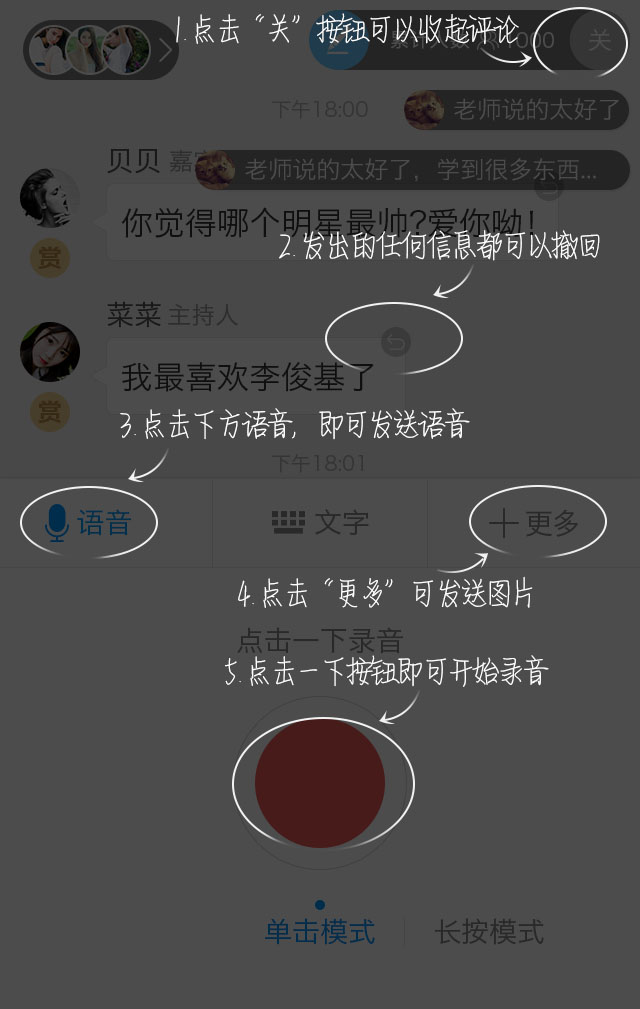 1.点击“关”按钮可以收起评论
1000
关
下午18:00
老师说的太好了
贝贝
老师说的太好了，学到很多东西...
你觉得哪个明星最帅?爱你呦!
赏
2.发出的任何信息都可以撤回
菜菜 主持人
我最喜欢李俊基了
赏
3.点击下方语音，即可发送语音
下午18:01
语音
文字
更多
4.点击“更多”可发送图片
点击一下录音
5.点击一下按钮即可开始录音
单击模式
长按模式